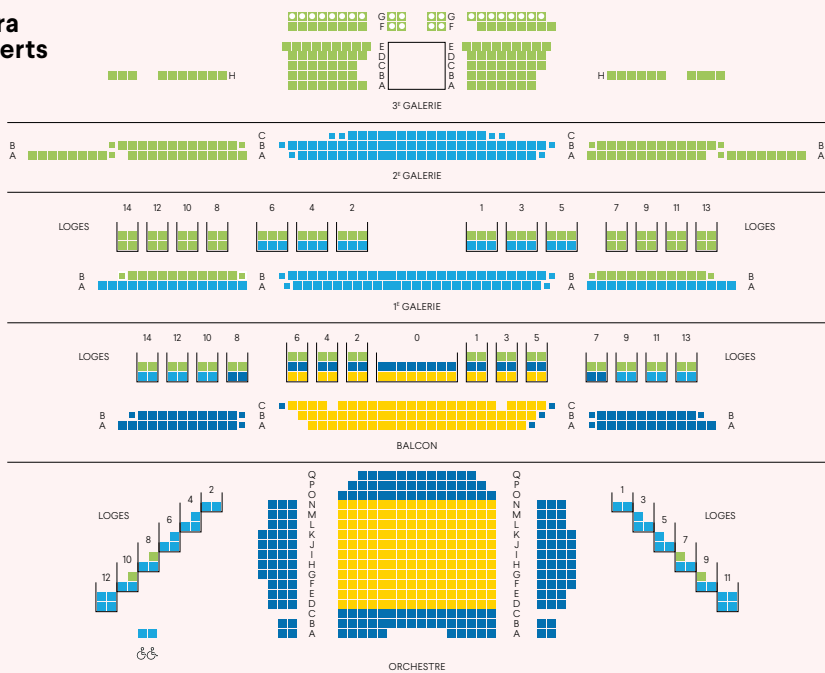 ra
erts
G G
F F
E E
D D
C C
B B
A A
H H
3E GALERIE
C C
B B B B
A A A A
2E GALERIE
14 12 10 8 6 4 2 1 3 5 7 9 11 13
LOGES LOGES
B B B B
A A A A
1E GALERIE
14 12 10 8 6 4 2 0 1 3 5 7 9 11 13
LOGES LOGES
C C
B B B B
A A A A
BALCON
Q Q
P P
O O
N N
M M
L L
K K
J J
I I
H H
G G
F F
E E
D D
C C
B B
A A
2 4 6 8 10 12
LOGES
1 3 5 7 9 11
LOGES
ORCHESTRE